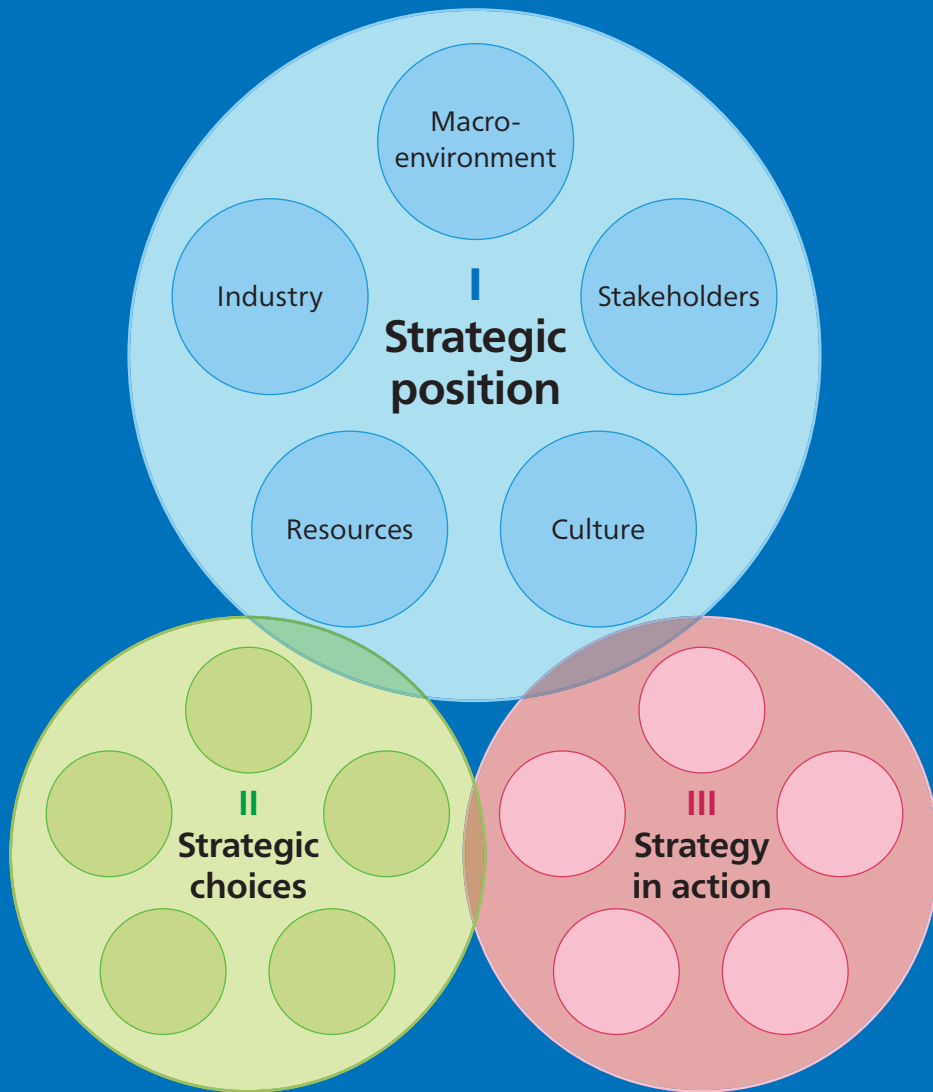 Macro-
environment
Industry
I
Stakeholders
Strategic
position
Resources
Culture
II
Strategic
choices
III
Strategy
in action